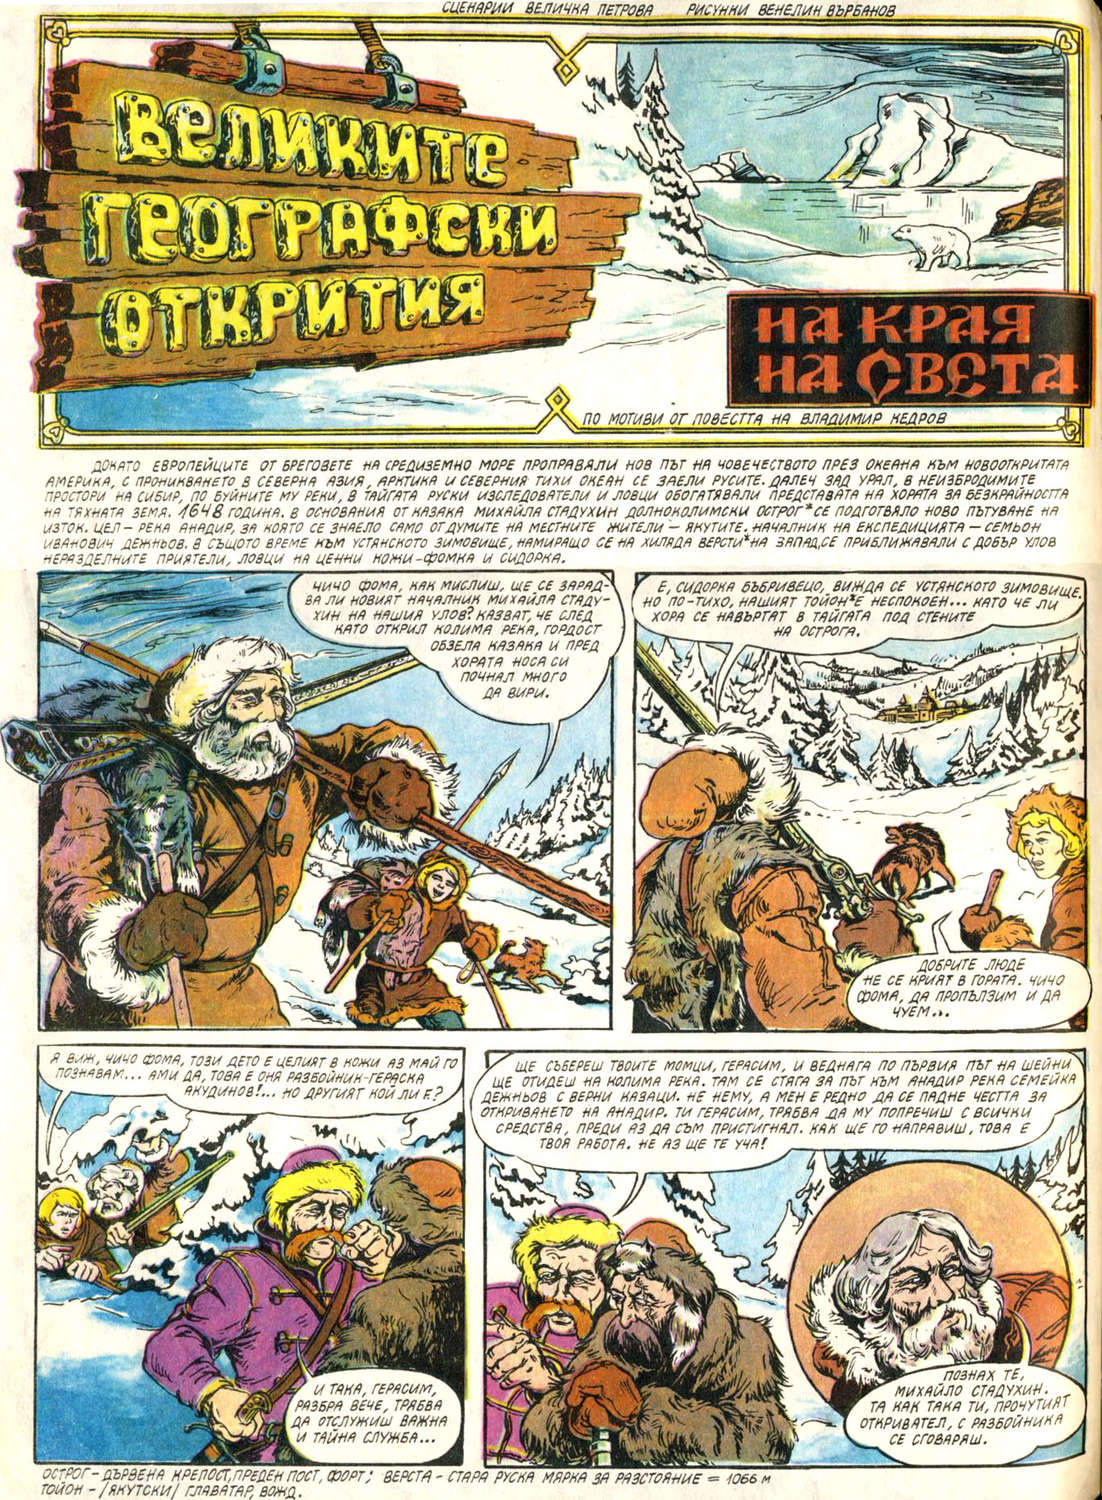 СЦЕНАРИИ ВЕЛИЧКА ПЕТРОВА РИСУНКИ ВЕНЕЛИН ВЪРБАНОВ
ВЕЛИКИТЕ
ГЕОГРАФСКИ
ОТКРИТИЯ
НА КРАЯ
НА СВЕТА
ПО МОТИВИ ОТ ПОВЕСТТА НА ВЛАДИМИР КЕДРОВ
ДОКАТО ЕВРОПЕЙЦИТЕ ОТ БРЕГОВЕТЕ НА СРЕДИЗЕМНО МОРЕ ПРОПРАВЯЛИ НОВ ПЪТ НА ЧОВЕЧЕСТВОТО ПРЕЗ ОКЕАНА КЪМ НОВООТКРИТАТА
АМЕРИКА, С ПРОНИКВАНЕТО В СЕВЕРНА АЗИЯ, АРКТИКА И СЕВЕРНИЯ ТИХИ ОКЕАН СЕ ЗАЕЛИ РУСИТЕ. ДАЛЕЧ ЗАД УРАЛ, В НЕИЗБРОДИМИТЕ
ПРОСТОРИ НА СИБИР, ПО БУЙНИТЕ МУ РЕКИ, В ТАЙГАТА РУСКИ ИЗСЛЕДОВАТЕЛИ И ЛОВЦИ ОБОГАТЯВАЛИ ПРЕДСТАВАТА НА ХОРАТА ЗА БЕЗКРАЙНОСТТА
НА ТЯХНАТА ЗЕМЯ. 1648 ГОДИНА. В ОСНОВАНИЯ ОТ КАЗАКА МИХАЙЛА СТАДУХИН ДОЛНОКОЛИМСКИ ОСТРОГ* СЕ ПОДГОТВЯЛО НОВО ПЪТУВАНЕ НА
ИЗТОК. ЦЕЛ - РЕКА АНАДИР, ЗА КОЯТО СЕ ЗНАЕЛО САМО ОТ ДУМИТЕ НА МЕСТНИТЕ ЖИТЕЛИ - ЯКУТИТЕ. НАЧАЛНИК НА ЕКСПЕДИЦИЯТА - СЕМЬОН
ИВАНОВИЧ ДЕЖНЬОВ. В СЪЩОТО ВРЕМЕ КЪМ УСТЯНСКОТО ЗИМОВИЩЕ, НАМИРАЩО СЕ НА ХИЛЯДА ВЕРСТИ* НА ЗАПАД, СЕ ПРИБЛИЖАВАЛИ С ДОБЪР УЛОВ
НЕРАЗДЕЛНИТЕ ПРИЯТЕЛИ, ЛОВЦИ НА ЦЕННИ КОЖИ - ФОМКА И СИДОРКА.
ЧИЧО ФОМА, КАК МИСЛИШ, ЩЕ СЕ ЗАРАД-
ВА ЛИ НОВИЯТ НАЧАЛНИК МИХАЙЛА СТАДУ-
ХИН НА НАШИЯ УЛОВ? КАЗВАТ, ЧЕ СЛЕД
КАТО ОТКРИЛ КОЛИМА РЕКА, ГОРДОСТ
ОБЗЕЛА КАЗАКА И ПРЕД
ХОРАТА НОСА СИ
ПОЧНАЛ МНОГО
ДА ВИРИ.
Е, СИДОРКА БЪБРИВЕЦО, ВИЖДА СЕ УСТЯНСКОТО ЗИМОВИЩЕ.
НО ПО-ТИХО, НАШИЯТ ТОЙОН* Е НЕСПОКОЕН... КАТО ЧЕ ЛИ
ХОРА СЕ НАВЪРТАТ В ТАЙГАТА ПОД СТЕНИТЕ
НА ОСТРОГА.
ДОБРИТЕ ЛЮДЕ
НЕ СЕ КРИЯТ В ГОРАТА. ЧИЧО
ФОМА, ДА ПРОПЪЛЗИМ И ДА
ЧУЕМ...
Я ВИЖ, ЧИЧО ФОМА, ТОЗИ ДЕТО Е ЦЕЛИЯТ В КОЖИ АЗ МАЙ ГО
ПОЗНАВАМ... АМИ ДА, ТОВА Е ОНЯ РАЗБОЙНИК - ГЕРАСКА
АКУДИНОВ!... НО ДРУГИЯТ КОЙ ЛИ Е?
И ТАКА, ГЕРАСИМ,
РАЗБРА ВЕЧЕ, ТРЯБВА
ДА ОТСЛУЖИШ ВАЖНА
И ТАЙНА СЛУЖБА...
ЩЕ СЪБЕРЕШ ТВОИТЕ МОМЦИ, ГЕРАСИМ, И ВЕДНАГА ПО ПЪРВИЯ ПЪТ НА ШЕЙНИ
ЩЕ ОТИДЕШ НА КОЛИМА РЕКА. ТАМ СЕ СТЯГА ЗА ПЪТ КЪМ АНАДИР РЕКА СЕМЕЙКА
ДЕЖНЬОВ С ВЕРНИ КАЗАЦИ. НЕ НЕМУ, А МЕН Е РЕДНО ДА СЕ ПАДНЕ ЧЕСТТА ЗА
ОТКРИВАНЕТО НА АНАДИР. ТИ ГЕРАСИМ, ТРЯБВА ДА МУ ПОПРЕЧИШ С ВСИЧКИ
СРЕДСТВА, ПРЕДИ АЗ ДА СЪМ ПРИСТИГНАЛ. КАК ЩЕ ГО НАПРАВИШ, ТОВА Е
ТВОЯ РАБОТА. НЕ АЗ ЩЕ ТЕ УЧА!
ПОЗНАХ ТЕ,
МИХАЙЛО СТАДУХИН.
ТА КАК ТАКА ТИ, ПРОЧУТИЯТ
ОТКРИВАТЕЛ, С РАЗБОЙНИКА
СЕ СГОВАРЯШ.
ОСТРОГ - ДЪРВЕНА КРЕПОСТ, ПРЕДЕН ПОСТ, ФОРТ; ВЕРСТА - СТАРА РУСКА МЯРКА ЗА РАЗСТОЯНИЕ = 1066 М
ТОЙОН - /ЯКУТСКИ/ ГЛАВАТАР, ВОЖД.